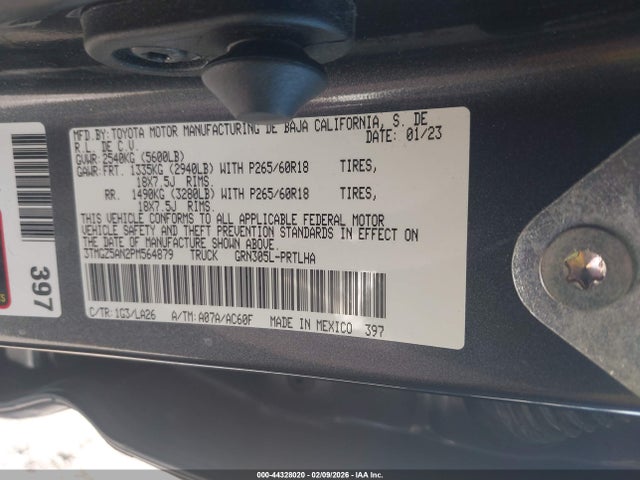 MFD.BY:TOYOTA MOTOR MANUFACTURING DE BAJA CALIFORNIA, S. DE
R.L. DE C.V. DATE: 01/23
GVWR:2540KG (5600LB)
GAWR:FRT. 1335KG (2940LB) WITH P265/60R18 TIRES,
18X7.5J RIMS.
RR. 1490KG (3280LB) WITH P265/60R18 TIRES,
18X7.5J RIMS.
THIS VEHICLE CONFORMS TO ALL APPLICABLE FEDERAL MOTOR
VEHICLE SAFETY AND THEFT PREVENTION STANDARDS IN EFFECT ON
THE DATE OF MANUFACTURE SHOWN ABOVE.
3TMGZ5AN2PM564879 TRUCK GRN305L-PRTLHA
C/TR:1G3/LA26 A/TM:A07A/AC60F MADE IN MEXICO 397
397
000-44328020 - 02/09/2026 - IAA Inc.